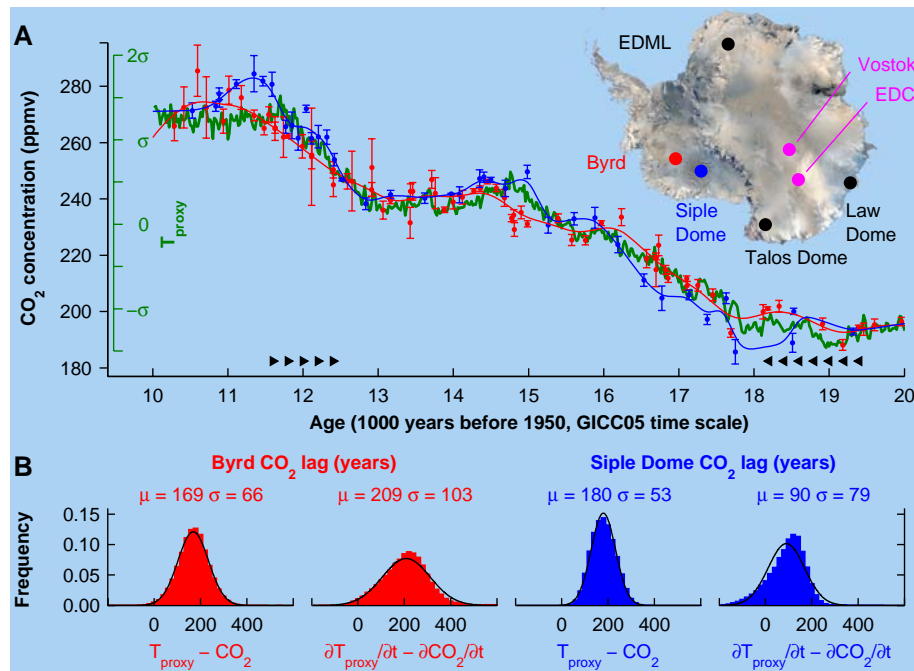 A
CO2 concentration (ppmv)
280
260
240
220
200
180
2σ
σ
0
−σ
Tproxy
EDML
Vostok
EDC
Byrd
Siple
Dome
Law
Dome
Talos Dome
10 11 12 13 14 15 16 17 18 19 20
Age (1000 years before 1950, GICC05 time scale)
B
Byrd CO2 lag (years)
Siple Dome CO2 lag (years)
μ = 169 σ = 66
μ = 209 σ = 103
μ = 180 σ = 53
μ = 90 σ = 79
Frequency
0.15
0.10
0.05
0.00
0 200 400
0 200 400
0 200 400
0 200 400
Tproxy − CO2
∂Tproxy/∂t − ∂CO2/∂t
Tproxy − CO2
∂Tproxy/∂t − ∂CO2/∂t